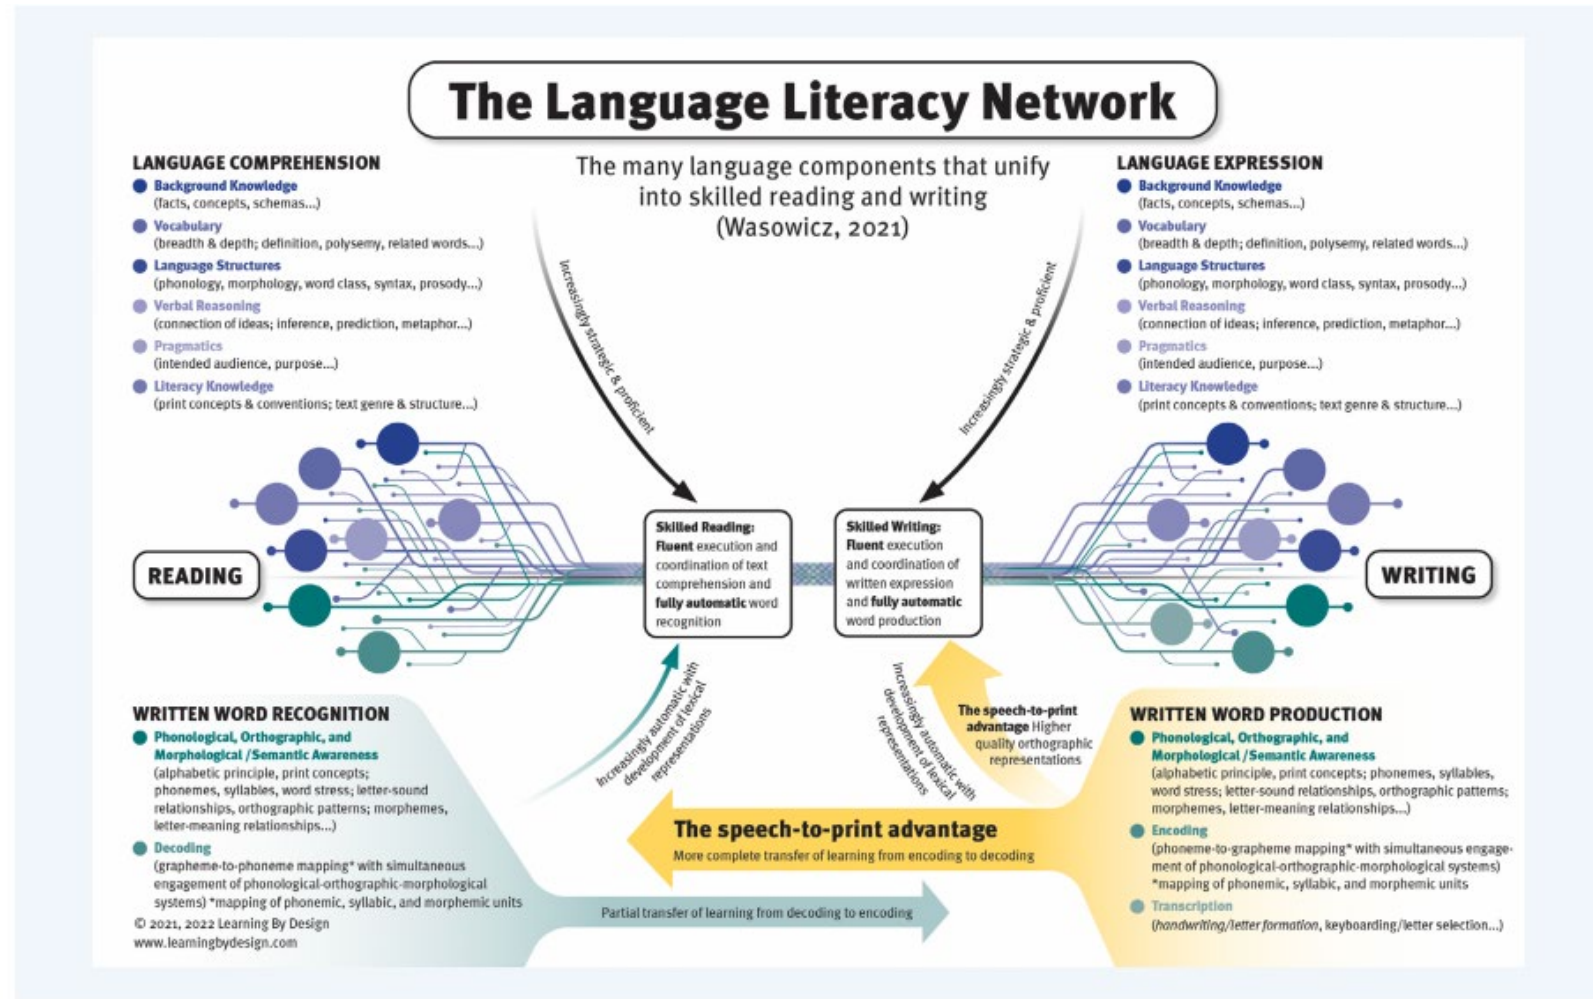 The Language Literacy Network
The many language components that unify
into skilled reading and writing
(Wasowicz, 2021)
LANGUAGE COMPREHENSION
Background Knowledge
(facts, concepts, schemas...)
Vocabulary
(breadth & depth; definition, polysemy, related words...)
Language Structures
(phonology, morphology, word class, syntax, prosody...)
Verbal Reasoning
(connection of ideas; inference, prediction, metaphor...)
Pragmatics
(intended audience, purpose...)
Literacy Knowledge
(print concepts & conventions; text genre & structure...)
LANGUAGE EXPRESSION
Background Knowledge
(facts, concepts, schemas...)
Vocabulary
(breadth & depth; definition, polysemy, related words...)
Language Structures
(phonology, morphology, word class, syntax, prosody...)
Verbal Reasoning
(connection of ideas; inference, prediction, metaphor...)
Pragmatics
(intended audience, purpose...)
Literacy Knowledge
(print concepts & conventions; text genre & structure...)
Increasingly strategic & proficient
Increasingly strategic & proficient
READING
Skilled Reading:
Fluent execution and
coordination of text
comprehension and
fully automatic word
recognition
Skilled Writing:
Fluent execution
and coordination of
written expression
and fully automatic
word production
WRITING
WRITTEN WORD RECOGNITION
Phonological, Orthographic, and
Morphological /Semantic Awareness
(alphabetic principle, print concepts;
phonemes, syllables, word stress; letter-sound
relationships, orthographic patterns; morphemes,
letter-meaning relationships...)
Decoding
(grapheme-to-phoneme mapping* with simultaneous
engagement of phonological-orthographic-morphological
systems) *mapping of phonemic, syllabic, and morphemic units
© 2021, 2022 Learning By Design
www.learningbydesign.com
Increasingly automatic with
development of lexical
representations
Increasingly automatic with
development of lexical
representations
The speech-to-print
advantage Higher
quality orthographic
representations
The speech-to-print advantage
More complete transfer of learning from encoding to decoding
Partial transfer of learning from decoding to encoding
WRITTEN WORD PRODUCTION
Phonological, Orthographic, and
Morphological /Semantic Awareness
(alphabetic principle, print concepts; phonemes, syllables,
word stress; letter-sound relationships, orthographic patterns;
morphemes, letter-meaning relationships...)
Encoding
(phoneme-to-grapheme mapping* with simultaneous engage-
ment of phonological-orthographic-morphological systems)
*mapping of phonemic, syllabic, and morphemic units
Transcription
(handwriting/letter formation, keyboarding/letter selection...)